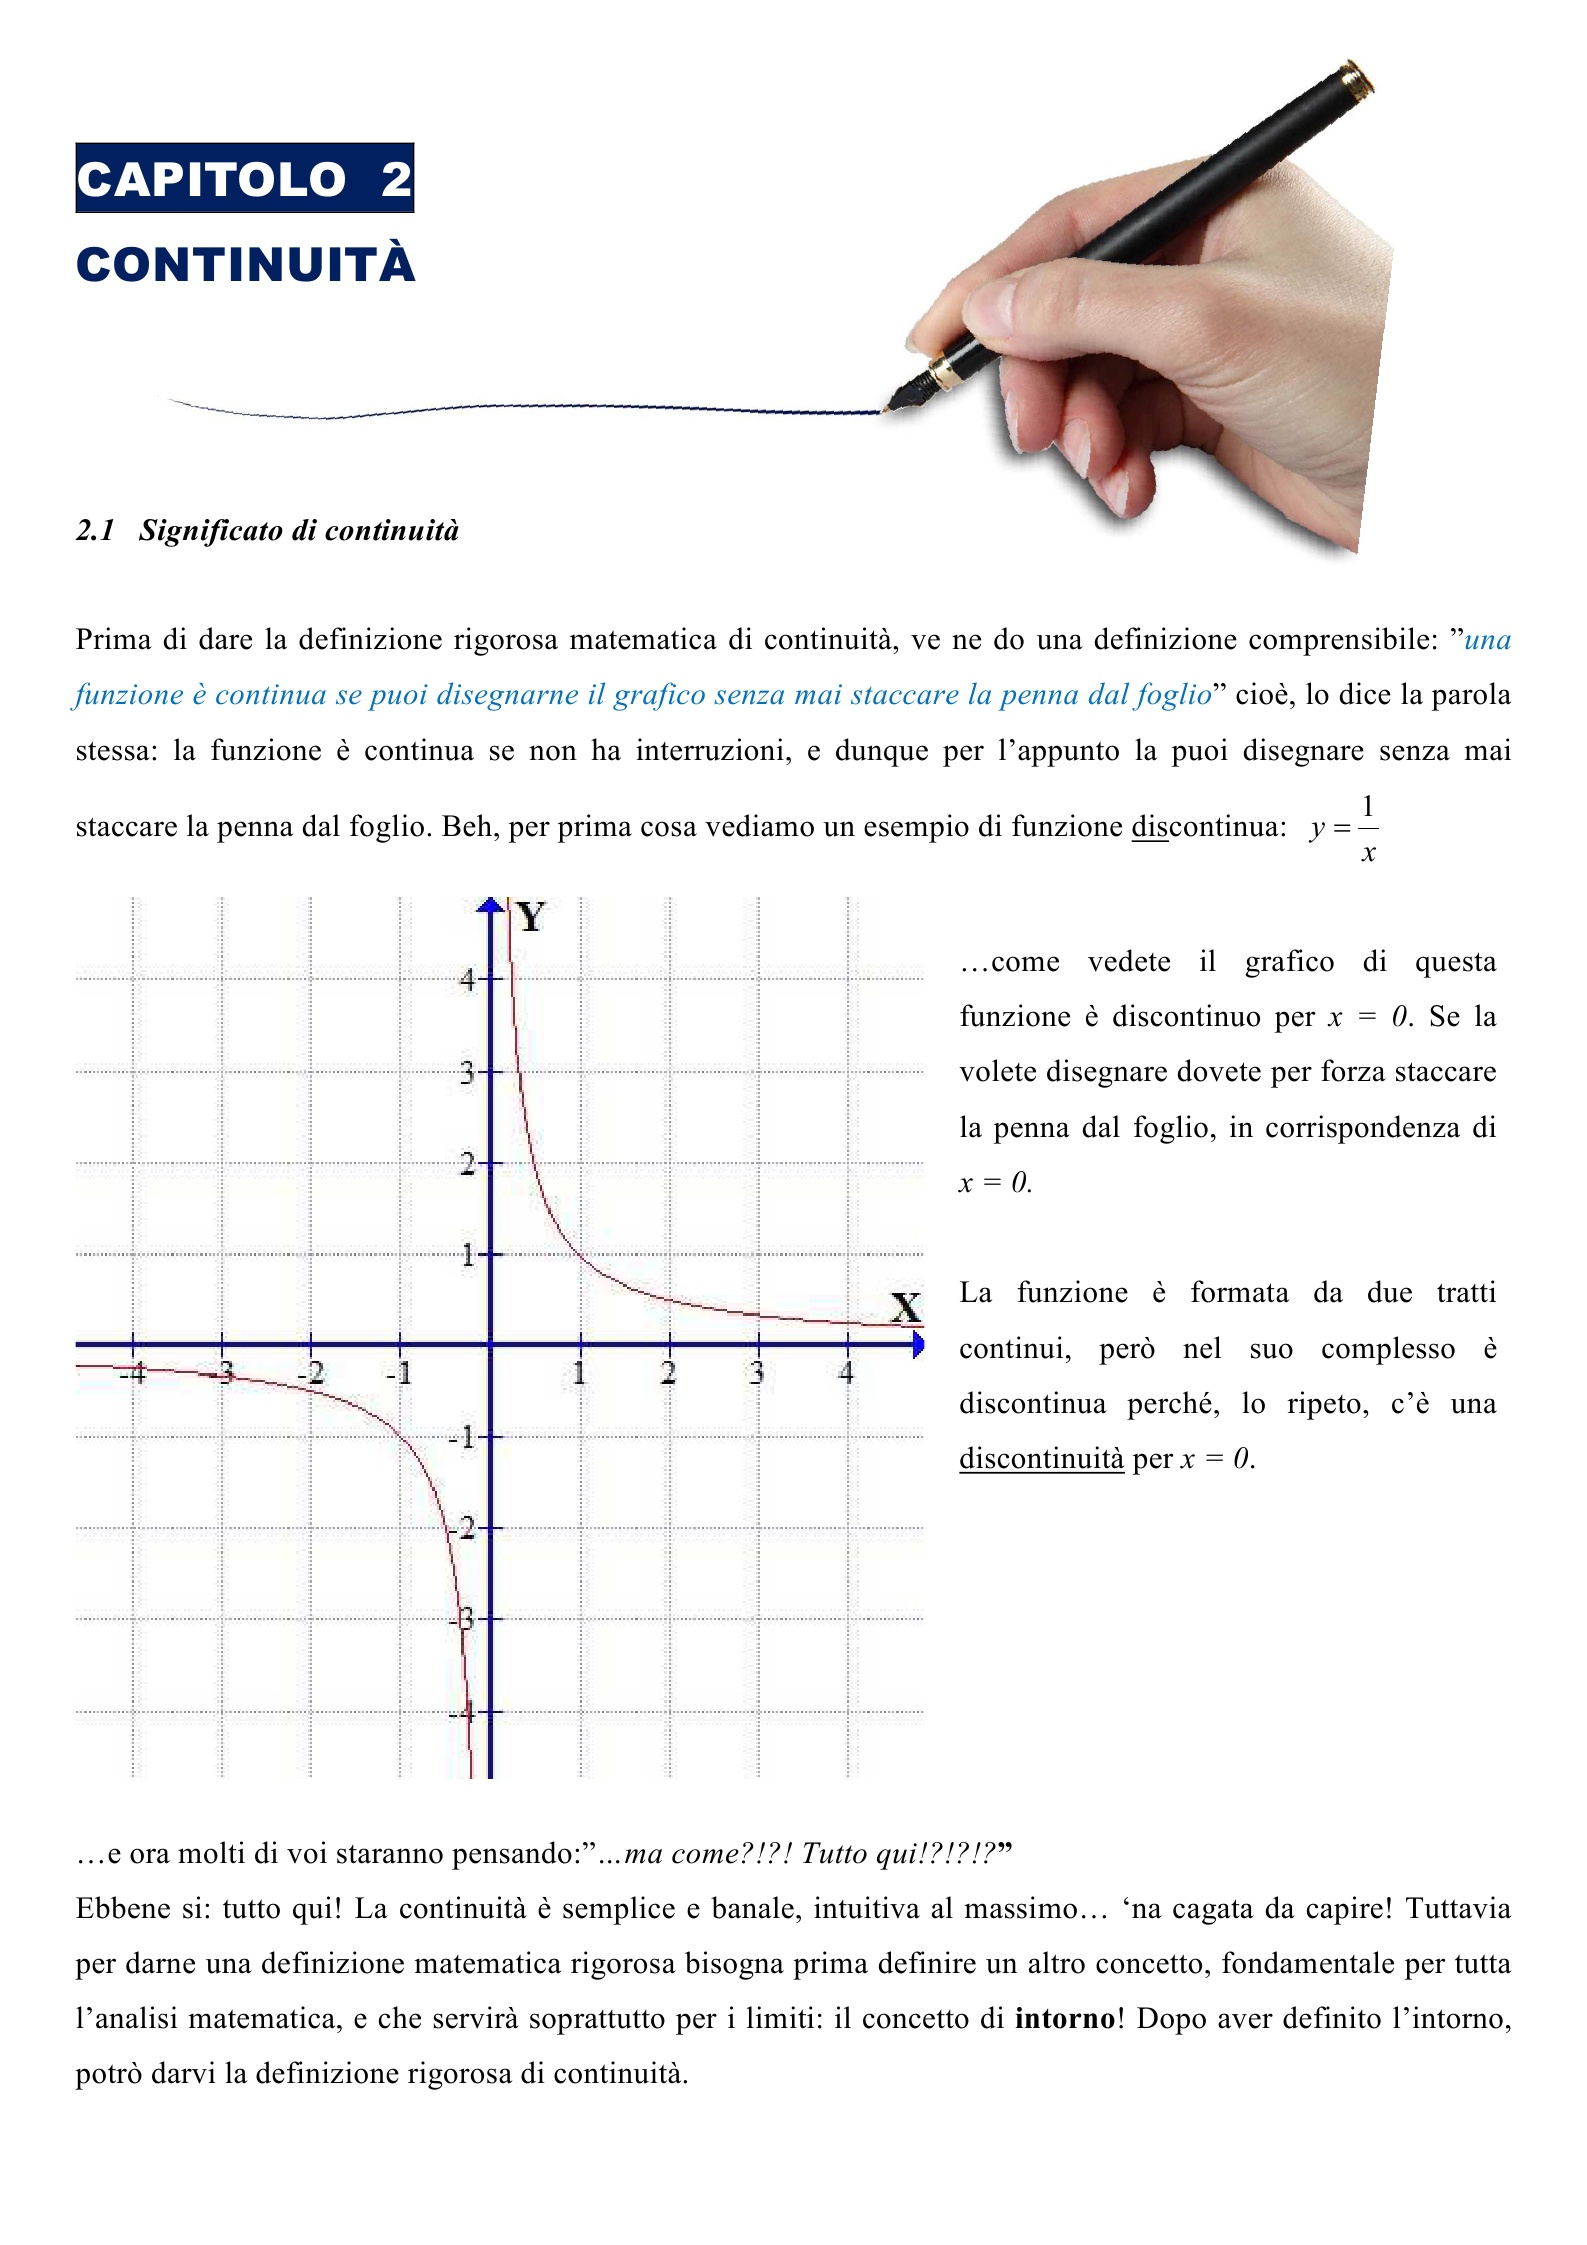 CAPITOLO 2
CONTINUITÀ
2.1 Significato di continuità
Prima di dare la definizione rigorosa matematica di continuità, ve ne do una definizione comprensibile: ”una
funzione è continua se puoi disegnarne il grafico senza mai staccare la penna dal foglio” cioè, lo dice la parola
stessa: la funzione è continua se non ha interruzioni, e dunque per l’appunto la puoi disegnare senza mai
staccare la penna dal foglio. Beh, per prima cosa vediamo un esempio di funzione discontinua: y = 1/x
Y
4
3
2
1
X
-4 -3 -2 -1 1 2 3 4
-1
-2
-3
-4
…come vedete il grafico di questa
funzione è discontinuo per x = 0. Se la
volete disegnare dovete per forza staccare
la penna dal foglio, in corrispondenza di
x = 0.
La funzione è formata da due tratti
continui, però nel suo complesso è
discontinua perché, lo ripeto, c’è una
discontinuità per x = 0.
…e ora molti di voi staranno pensando:”…ma come?!?! Tutto qui!?!?!?”
Ebbene si: tutto qui! La continuità è semplice e banale, intuitiva al massimo… ‘na cagata da capire! Tuttavia
per darne una definizione matematica rigorosa bisogna prima definire un altro concetto, fondamentale per tutta
l’analisi matematica, e che servirà soprattutto per i limiti: il concetto di intorno! Dopo aver definito l’intorno,
potrò darvi la definizione rigorosa di continuità.